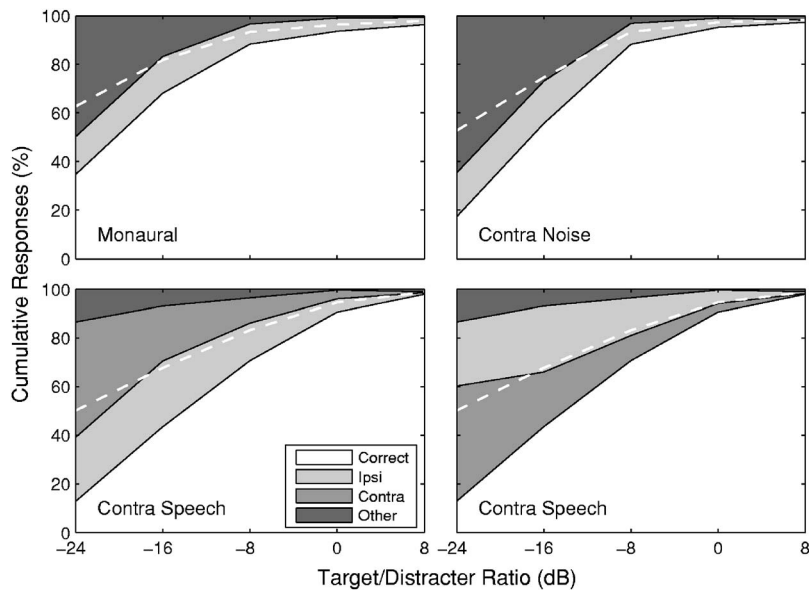 100
80
60
40
20
0
Monaural
Contra Noise
Cumulative Responses (%)
100
80
60
40
20
0
Contra Speech
Correct
Ipsi
Contra
Other
Contra Speech
−24 −16 −8 0 8
−24 −16 −8 0 8
Target/Distracter Ratio (dB)